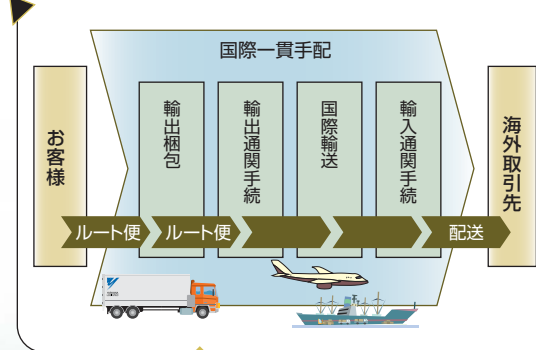 国際一貫手配
お客様
輸出梱包
輸出通関手続
国際輸送
輸入通関手続
海外取引先
ルート便
ルート便
配送